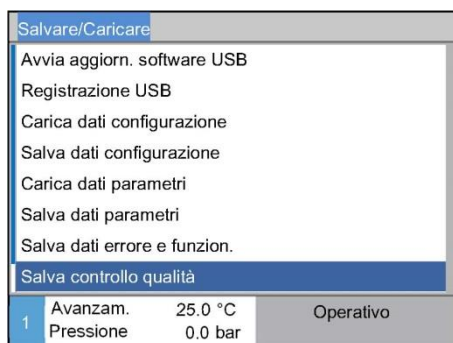 Salvare/Caricare
Avvia aggiorn. software USB
Registrazione USB
Carica dati configurazione
Salva dati configurazione
Carica dati parametri
Salva dati parametri
Salva dati errore e funzion.
Salva controllo qualità
1 Avanzam. 25.0 °C Operativo
Pressione 0.0 bar